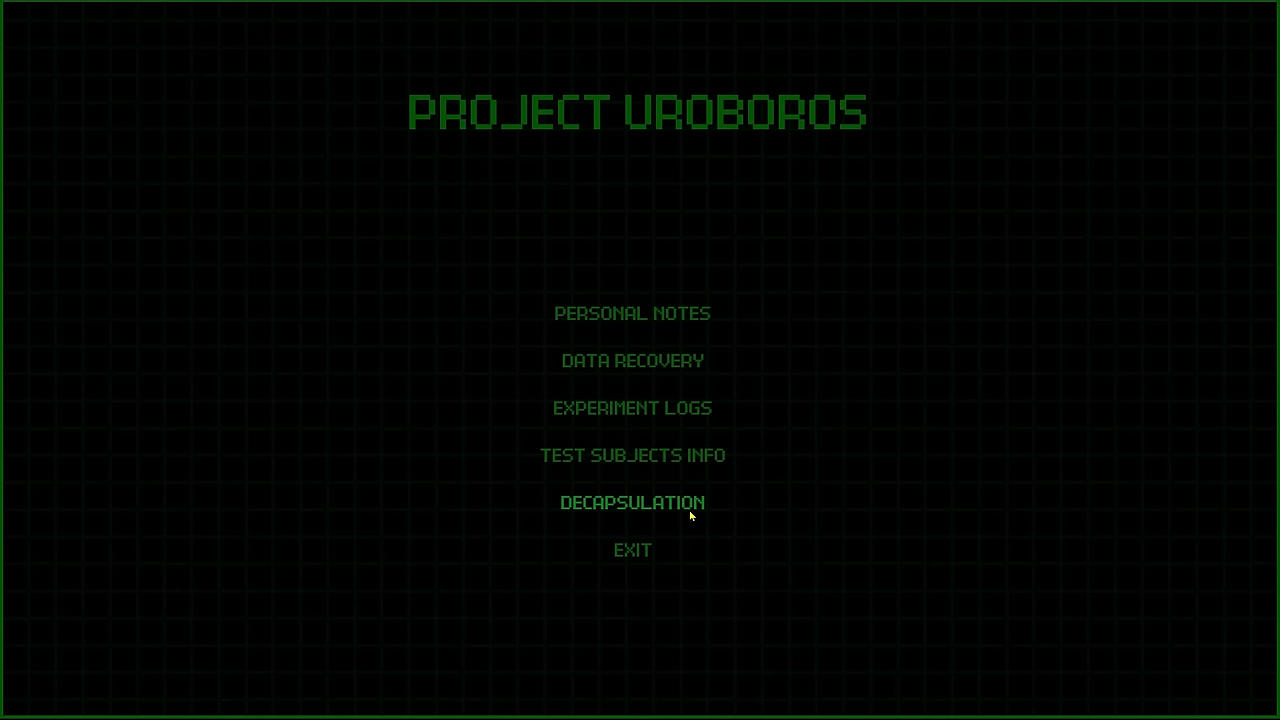 PROJECT UROBOROS
PERSONAL NOTES
DATA RECOVERY
EXPERIMENT LOGS
TEST SUBJECTS INFO
DECAPSULATION
EXIT